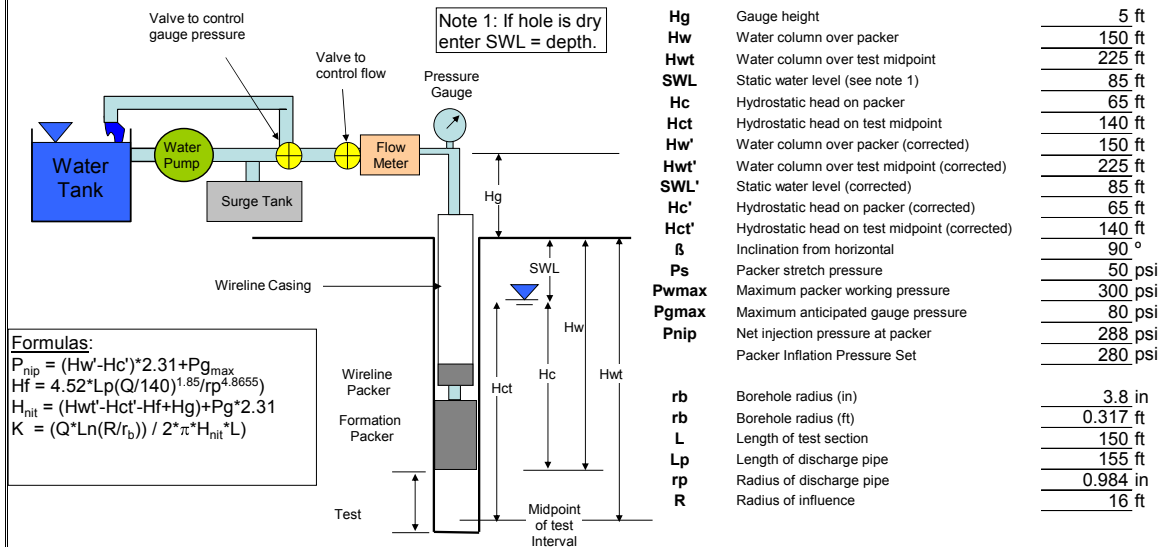 Valve to control
gauge pressure
Note 1: If hole is dry
enter SWL = depth.
Valve to
control flow
Pressure
Gauge
Water
Tank
Water
Pump
Flow
Meter
Surge Tank
Hg
SWL
Wireline Casing
Hw
Hct
Hc
Hwt
Wireline
Packer
Formation
Packer
Test
Midpoint
of test
Interval
Formulas:
P_nip = (Hw'-Hc')*2.31+Pg_max
Hf = 4.52*Lp(Q/140)^1.85/rp^4.8655)
H_nit = (Hwt'-Hct'-Hf+Hg)+Pg*2.31
K = (Q*Ln(R/r_b)) / 2*π*H_nit*L)
Hg Gauge height 5 ft
Hw Water column over packer 150 ft
Hwt Water column over test midpoint 225 ft
SWL Static water level (see note 1) 85 ft
Hc Hydrostatic head on packer 65 ft
Hct Hydrostatic head on test midpoint 140 ft
Hw' Water column over packer (corrected) 150 ft
Hwt' Water column over test midpoint (corrected) 225 ft
SWL' Static water level (corrected) 85 ft
Hc' Hydrostatic head on packer (corrected) 65 ft
Hct' Hydrostatic head on test midpoint (corrected) 140 ft
ß Inclination from horizontal 90 º
Ps Packer stretch pressure 50 psi
Pwmax Maximum packer working pressure 300 psi
Pgmax Maximum anticipated gauge pressure 80 psi
Pnip Net injection pressure at packer 288 psi
Packer Inflation Pressure Set 280 psi
rb Borehole radius (in) 3.8 in
rb Borehole radius (ft) 0.317 ft
L Length of test section 150 ft
Lp Length of discharge pipe 155 ft
rp Radius of discharge pipe 0.984 in
R Radius of influence 16 ft